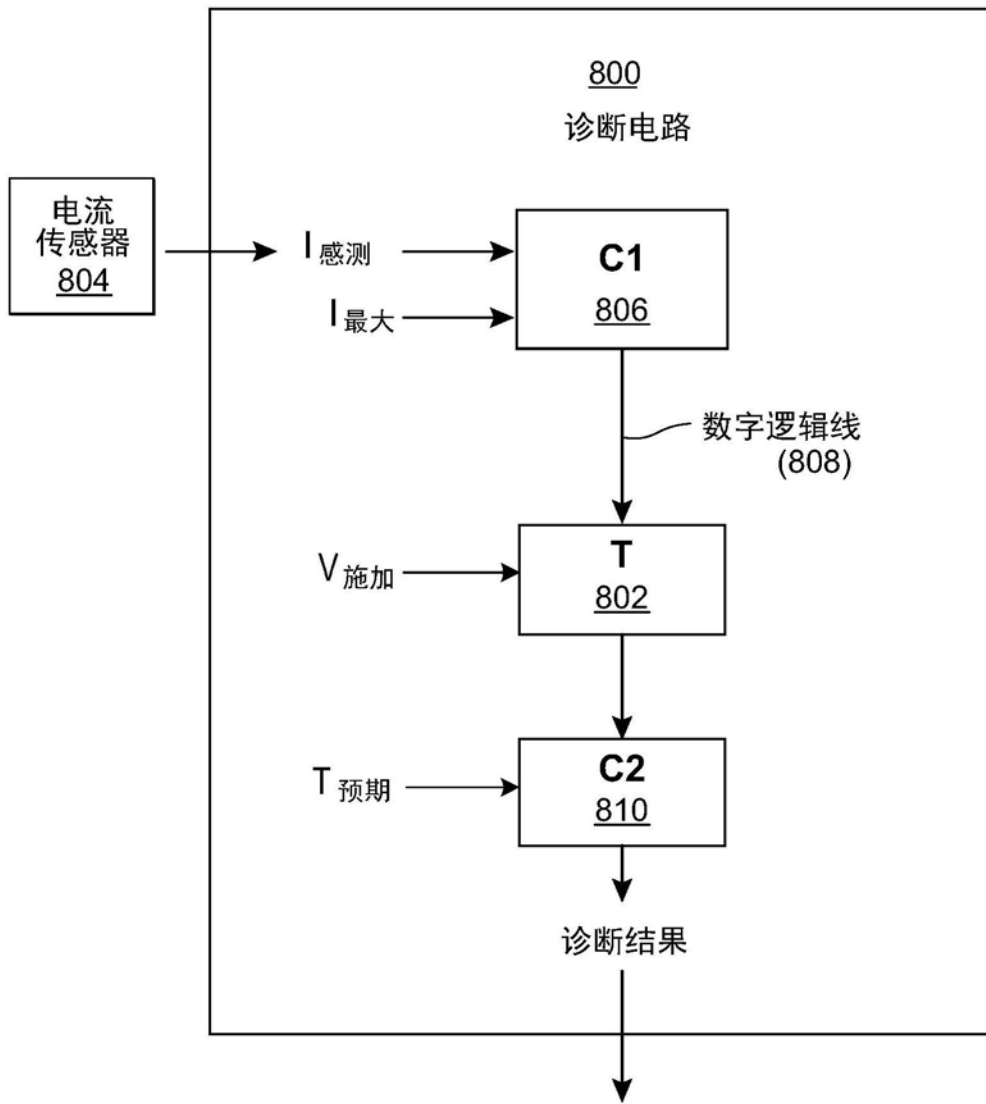 800
诊断电路
电流
传感器
804
I感测
I最大
C1
806
数字逻辑线
(808)
V施加
T
802
T预期
C2
810
诊断结果